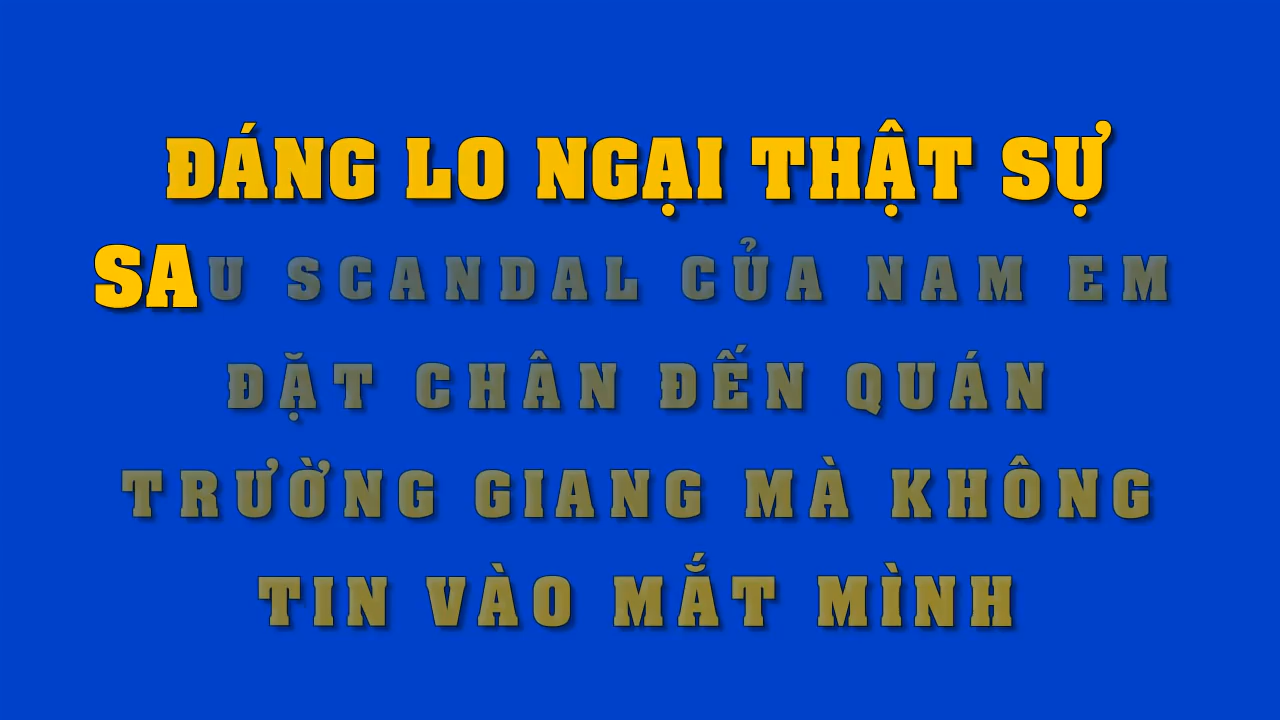 ĐÁNG LO NGẠI THẬT SỰ
SAU SCANDAL CỦA NAM EM
ĐẶT CHÂN ĐẾN QUÁN
TRƯỜNG GIANG MÀ KHÔNG
TIN VÀO MẮT MÌNH